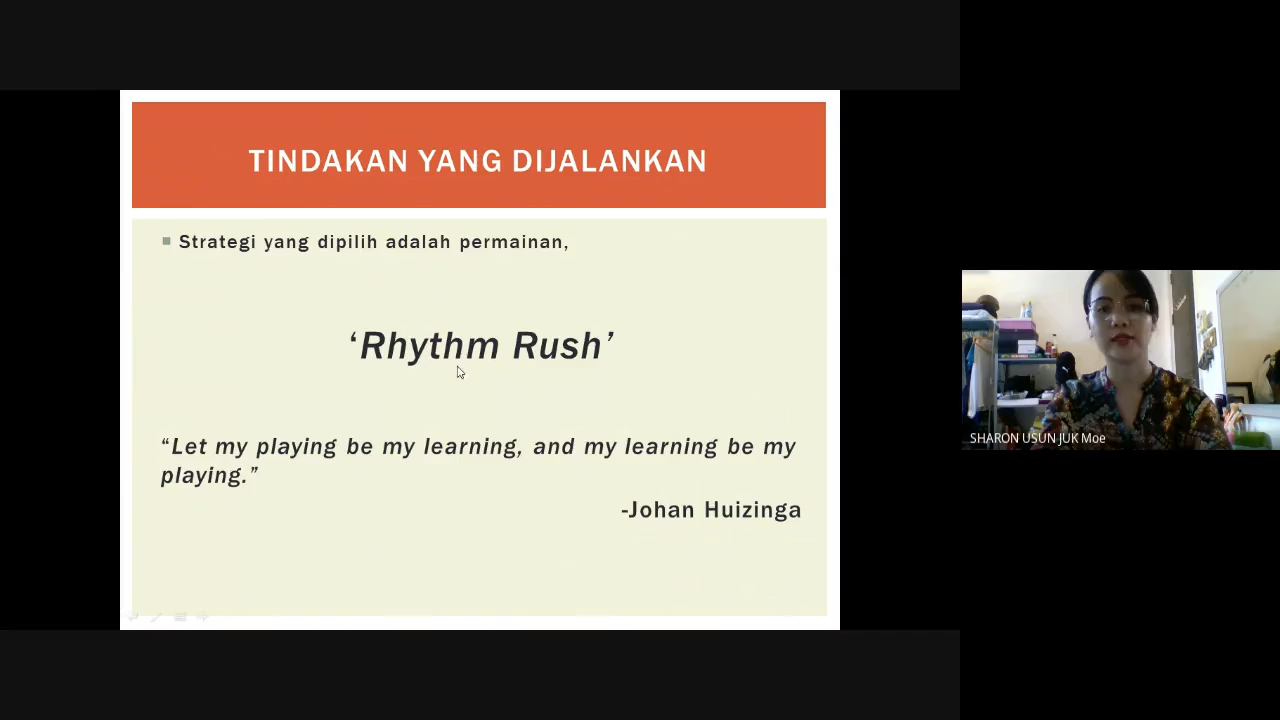 TINDAKAN YANG DIJALANKAN
Strategi yang dipilih adalah permainan,
‘Rhythm Rush’
“Let my playing be my learning, and my learning be my
playing.”
-Johan Huizinga
SHARON USUN JUK Moe